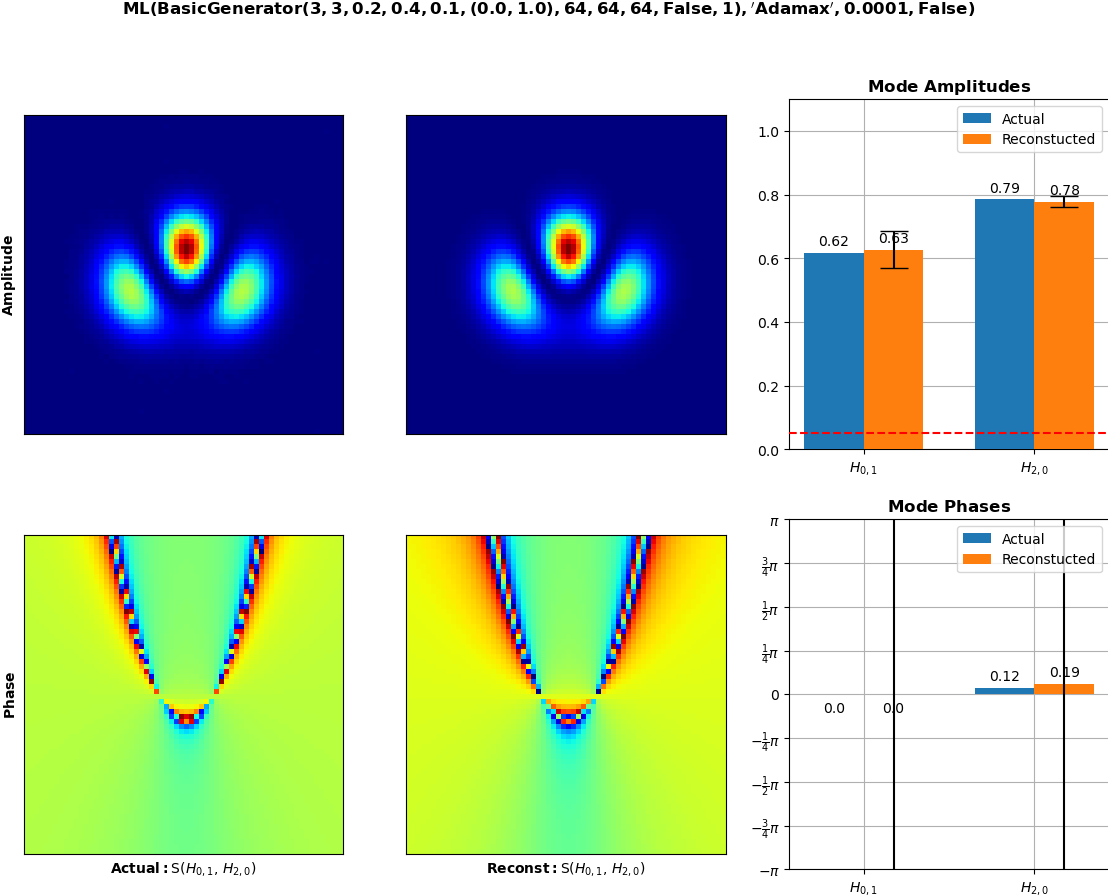 ML(BasicGenerator(3, 3, 0.2, 0.4, 0.1, (0.0, 1.0), 64, 64, 64, False, 1), ′Adamax′, 0.0001, False)
Amplitude
Mode Amplitudes
Actual
Reconstucted
1.0
0.8
0.6
0.4
0.2
0.0
0.62
0.63
0.79
0.78
H0, 1
H2, 0
Phase
Actual: S(H0, 1, H2, 0)
Reconst: S(H0, 1, H2, 0)
Mode Phases
Actual
Reconstucted
π
3/4π
1/2π
1/4π
0
−1/4π
−1/2π
−3/4π
−π
0.0
0.0
0.12
0.19
H0, 1
H2, 0